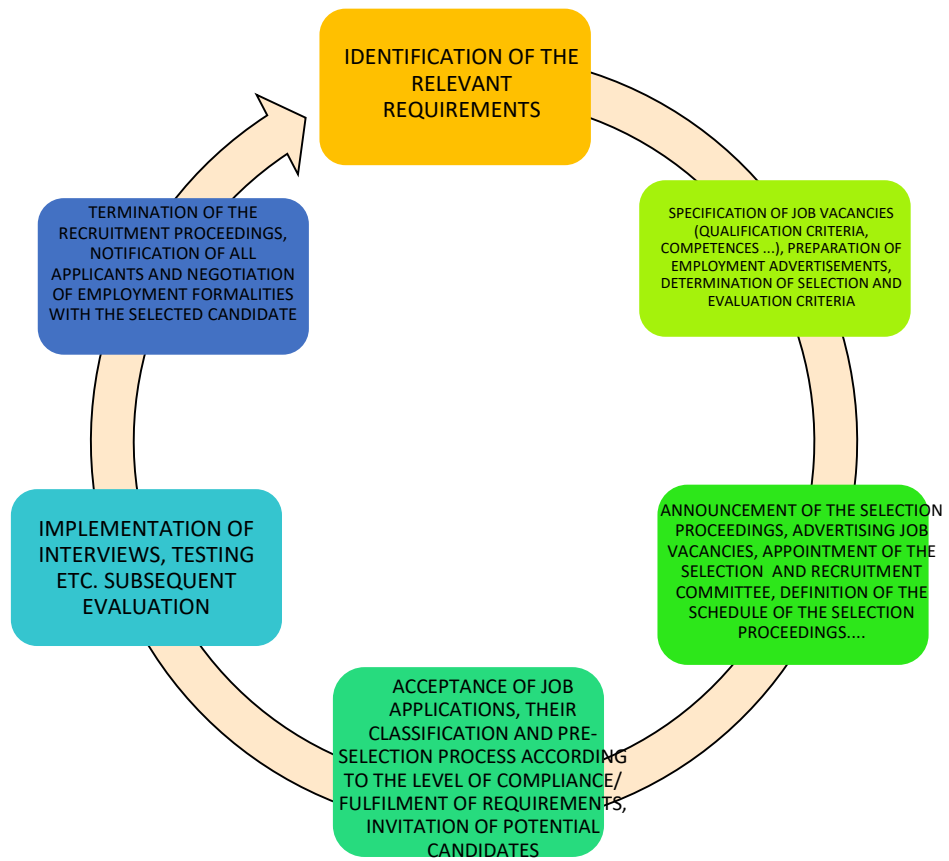 IDENTIFICATION OF THE
RELEVANT
REQUIREMENTS
SPECIFICATION OF JOB VACANCIES
(QUALIFICATION CRITERIA,
COMPETENCES ...), PREPARATION OF
EMPLOYMENT ADVERTISEMENTS,
DETERMINATION OF SELECTION AND
EVALUATION CRITERIA
ANNOUNCEMENT OF THE SELECTION
PROCEEDINGS, ADVERTISING JOB
VACANCIES, APPOINTMENT OF THE
SELECTION AND RECRUITMENT
COMMITTEE, DEFINITION OF THE
SCHEDULE OF THE SELECTION
PROCEEDINGS....
ACCEPTANCE OF JOB
APPLICATIONS, THEIR
CLASSIFICATION AND PRE-
SELECTION PROCESS ACCORDING
TO THE LEVEL OF COMPLIANCE/
FULFILMENT OF REQUIREMENTS,
INVITATION OF POTENTIAL
CANDIDATES
IMPLEMENTATION OF
INTERVIEWS, TESTING
ETC. SUBSEQUENT
EVALUATION
TERMINATION OF THE
RECRUITMENT PROCEEDINGS,
NOTIFICATION OF ALL
APPLICANTS AND NEGOTIATION
OF EMPLOYMENT FORMALITIES
WITH THE SELECTED CANDIDATE